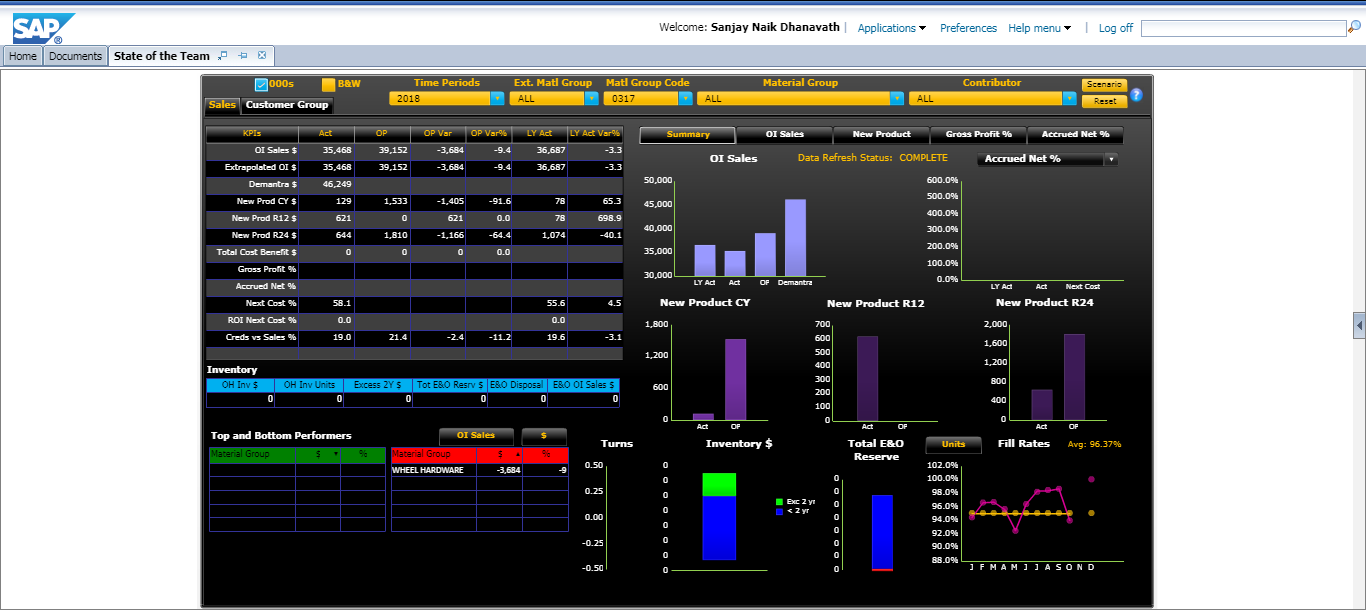 SAP®
Welcome: Sanjay Naik Dhanavath | Applications Preferences Help menu | Log off
Home Documents State of the Team
000s B&W Time Periods Ext. Matl Group Matl Group Code Material Group Contributor Scenario
2018 ALL 0317 ALL ALL Reset ?
Sales Customer Group
KPIs Act OP OP Var OP Var% LY Act LY Act Var%
OI Sales $ 35,468 39,152 -3,684 -9.4 36,687 -3.3
Extrapolated OI $ 35,468 39,152 -3,684 -9.4 36,687 -3.3
Demantra $ 46,249
New Prod CY $ 129 1,533 -1,405 -91.6 78 65.3
New Prod R12 $ 621 0 621 0.0 78 698.9
New Prod R24 $ 644 1,810 -1,166 -64.4 1,074 -40.1
Total Cost Benefit $ 0 0 0 0.0
Gross Profit %
Accrued Net %
Next Cost % 58.1 55.6 4.5
ROI Next Cost % 0.0 0.0
Creds vs Sales % 19.0 21.4 -2.4 -11.2 19.6 -3.1
Inventory
OH Inv $ OH Inv Units Excess 2Y $ Tot E&O Resrv $ E&O Disposal E&O OI Sales $
0 0 0 0 0 0
Top and Bottom Performers OI Sales $
Material Group $ % Material Group $ %
WHEEL HARDWARE -3,684 -9
Summary OI Sales New Product Gross Profit % Accrued Net %
OI Sales Data Refresh Status: COMPLETE Accrued Net %
50,000
45,000
40,000
35,000
30,000
LY Act Act OP Demantra
600.0%
500.0%
400.0%
300.0%
200.0%
100.0%
0.0%
LY Act Act Next Cost
New Product CY
1,800
1,200
600
0
Act OP
New Product R12
700
600
500
400
300
200
100
0
Act OP
New Product R24
2,000
1,600
1,200
800
400
0
Act OP
Turns
0.50
0.25
0.00
-0.25
-0.50
Inventory $
0
0
0
0
0
0
0
0
Exc 2 yr
< 2 yr
Total E&O
Reserve
0
0
0
0
0
0
Units Fill Rates Avg: 96.37%
102.0%
100.0%
98.0%
96.0%
94.0%
92.0%
90.0%
88.0%
J F M A M J J A S O N D